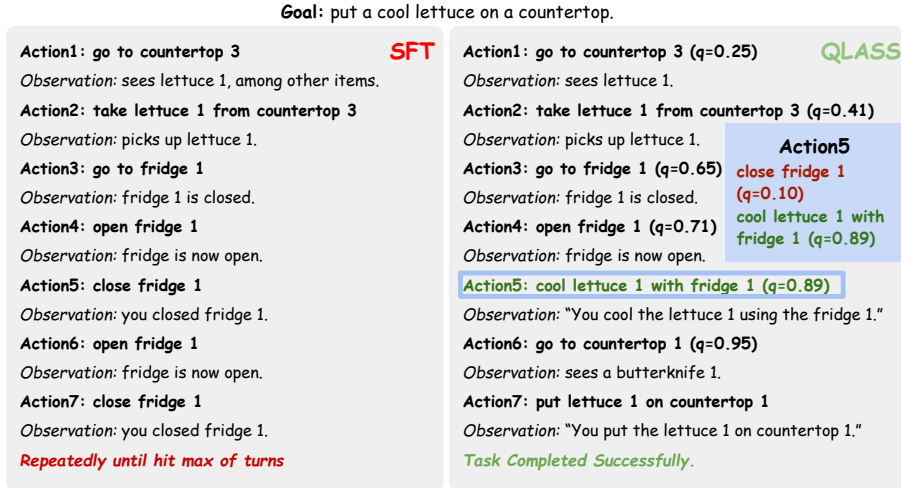 Goal: put a cool lettuce on a countertop.
SFT
Action1: go to countertop 3
Observation: sees lettuce 1, among other items.
Action2: take lettuce 1 from countertop 3
Observation: picks up lettuce 1.
Action3: go to fridge 1
Observation: fridge 1 is closed.
Action4: open fridge 1
Observation: fridge is now open.
Action5: close fridge 1
Observation: you closed fridge 1.
Action6: open fridge 1
Observation: fridge is now open.
Action7: close fridge 1
Observation: you closed fridge 1.
Repeatedly until hit max of turns
QLASS
Action1: go to countertop 3 (q=0.25)
Observation: sees lettuce 1.
Action2: take lettuce 1 from countertop 3 (q=0.41)
Observation: picks up lettuce 1.
Action3: go to fridge 1 (q=0.65)
Observation: fridge 1 is closed.
Action4: open fridge 1 (q=0.71)
Observation: fridge is now open.
Action5
close fridge 1
(q=0.10)
cool lettuce 1 with
fridge 1 (q=0.89)
Action5: cool lettuce 1 with fridge 1 (q=0.89)
Observation: “You cool the lettuce 1 using the fridge 1.”
Action6: go to countertop 1 (q=0.95)
Observation: sees a butterknife 1.
Action7: put lettuce 1 on countertop 1
Observation: “You put the lettuce 1 on countertop 1.”
Task Completed Successfully.